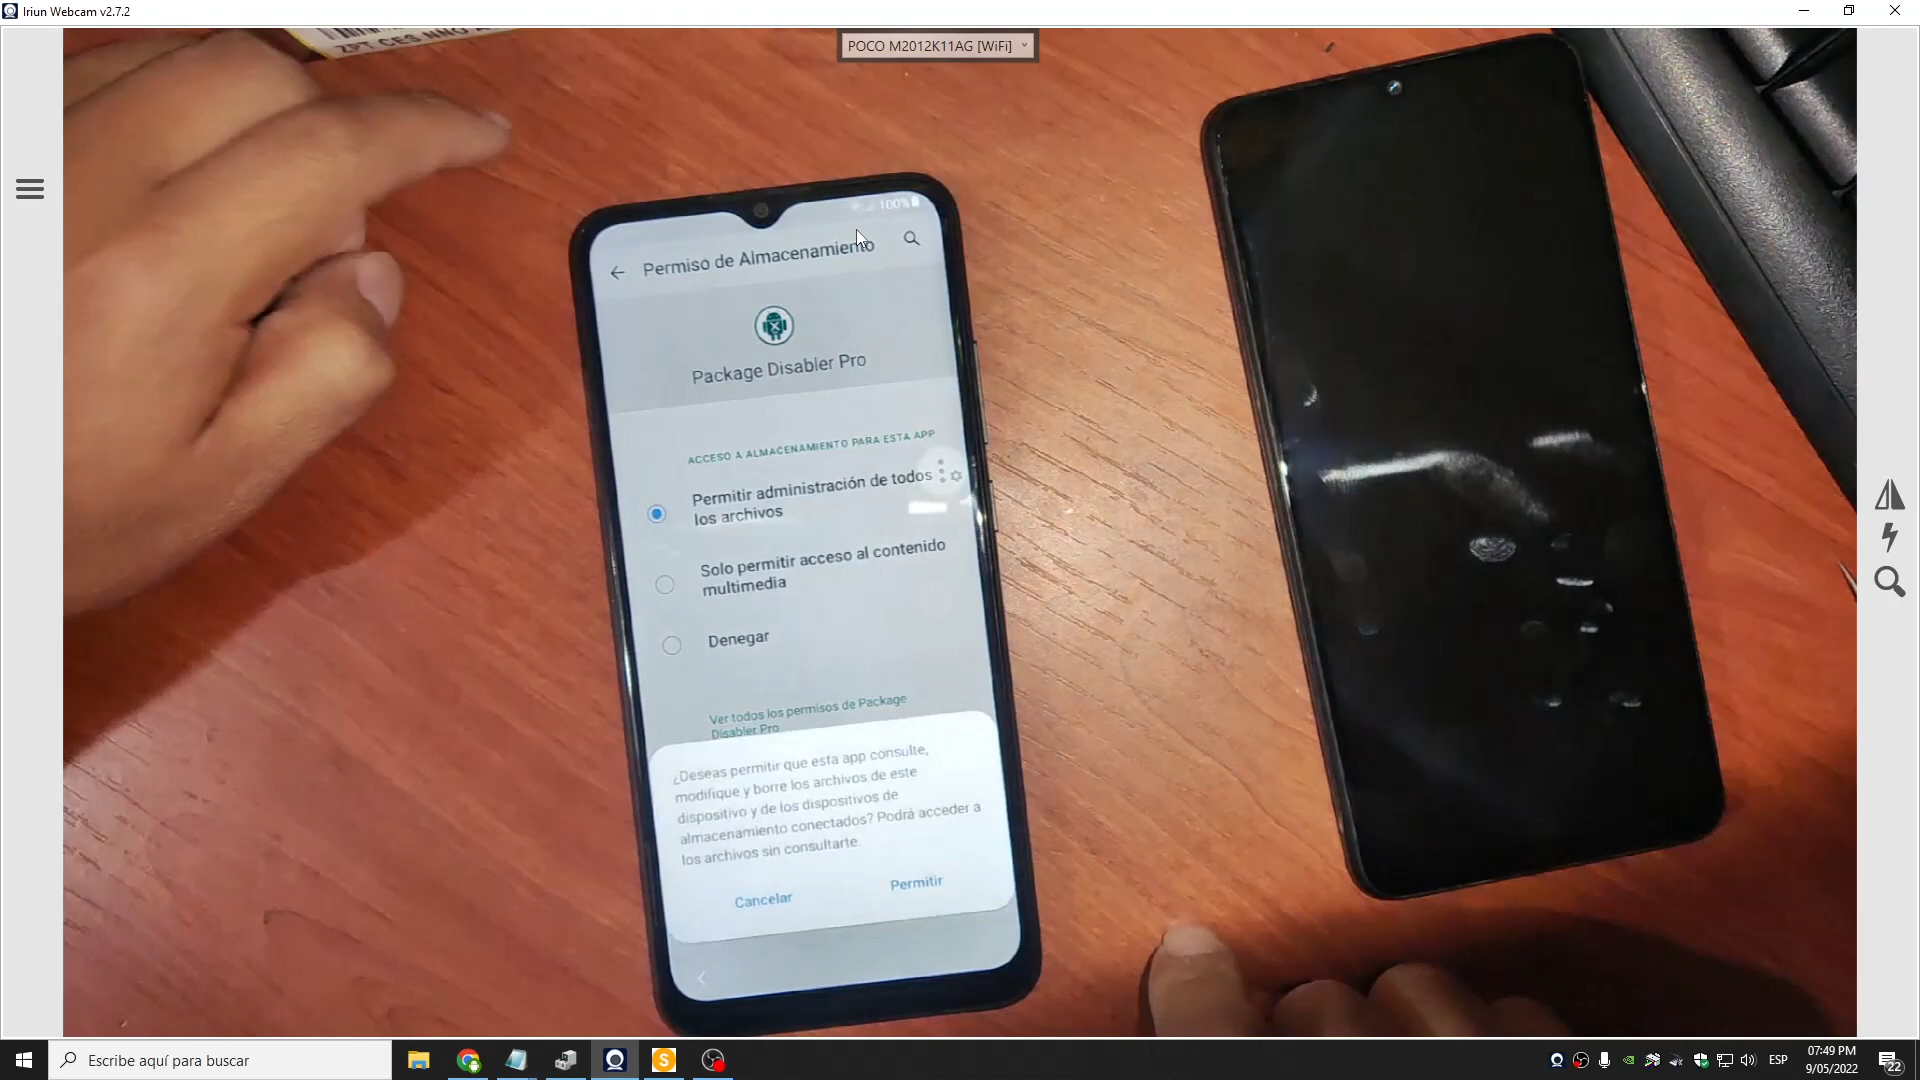 Iriun Webcam v2.7.2
ZPT CES NNO
POCO M2012K11AG [WiFi]
100%
Permiso de Almacenamiento
Package Disabler Pro
ACCESO A ALMACENAMIENTO PARA ESTA APP
Permitir administración de todos
los archivos
Solo permitir acceso al contenido
multimedia
Denegar
Ver todos los permisos de Package
Disabler Pro
¿Deseas permitir que esta app consulte,
modifique y borre los archivos de este
dispositivo y de los dispositivos de
almacenamiento conectados? Podrá acceder a
los archivos sin consultarte.
Cancelar
Permitir
Escribe aquí para buscar
ESP
07:49 PM
9/05/2022
22